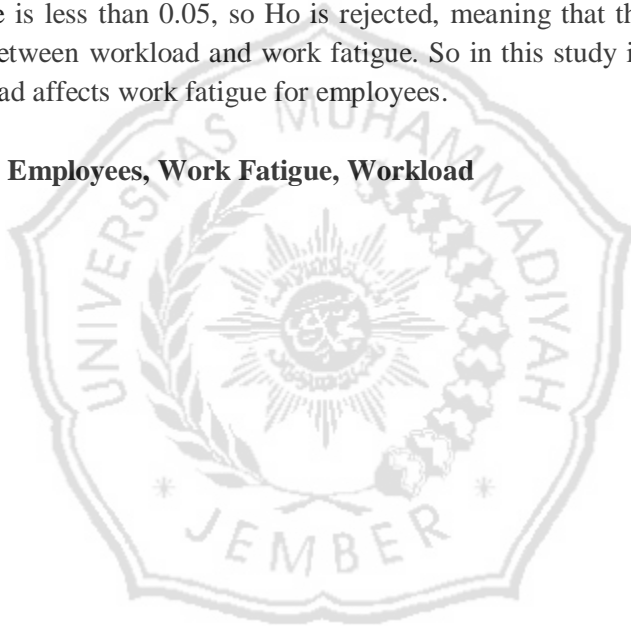 e is less than 0.05, so Ho is rejected, meaning that th
etween workload and work fatigue. So in this study i
ad affects work fatigue for employees.
Employees, Work Fatigue, Workload
UNIVERSITAS MUHAMMADIYAH
JEMBER